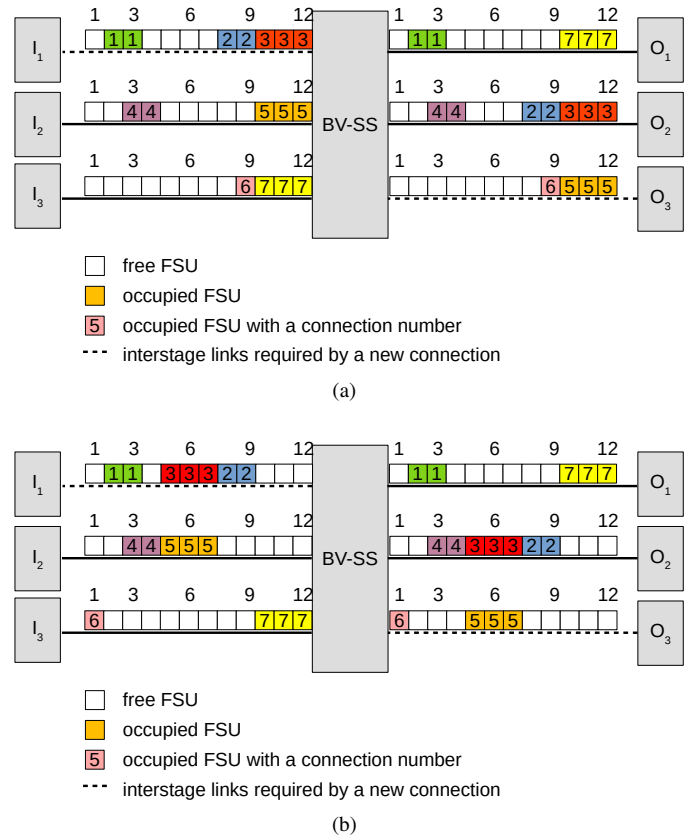 1 3 6 9 12 1 3 6 9 12
I1 1 1 2 2 3 3 3 1 1 7 7 7 O1
1 3 6 9 12 1 3 6 9 12
I2 4 4 5 5 5 BV-SS 4 4 2 2 3 3 3 O2
1 3 6 9 12 1 3 6 9 12
I3 6 7 7 7 6 5 5 5 O3
free FSU
occupied FSU
5 occupied FSU with a connection number
interstage links required by a new connection
(a)
1 3 6 9 12 1 3 6 9 12
I1 1 1 3 3 3 2 2 1 1 7 7 7 O1
1 3 6 9 12 1 3 6 9 12
I2 4 4 5 5 5 BV-SS 4 4 3 3 3 2 2 O2
1 3 6 9 12 1 3 6 9 12
I3 6 7 7 7 6 5 5 5 O3
free FSU
occupied FSU
5 occupied FSU with a connection number
interstage links required by a new connection
(b)